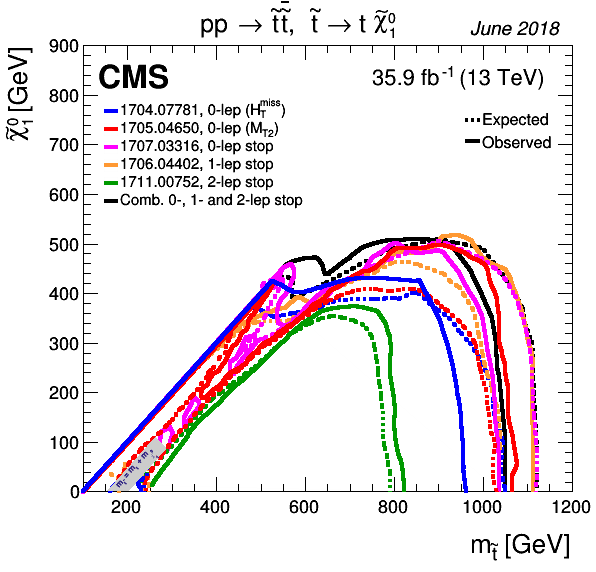 pp → t̃t̃̄, t̃ → t χ̃⁰₁
June 2018
CMS
35.9 fb⁻¹ (13 TeV)
1704.07781, 0-lep (H_T^miss)
1705.04650, 0-lep (M_T2)
1707.03316, 0-lep stop
1706.04402, 1-lep stop
1711.00752, 2-lep stop
Comb. 0-, 1- and 2-lep stop
Expected
Observed
m_χ̃⁰₁ [GeV]
900
800
700
600
500
400
300
200
100
0
200 400 600 800 1000 1200
m_t̃ [GeV]